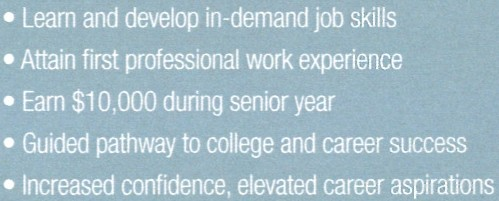 • Learn and develop in-demand job skills
• Attain first professional work experience
• Earn $10,000 during senior year
• Guided pathway to college and career success
• Increased confidence, elevated career aspirations